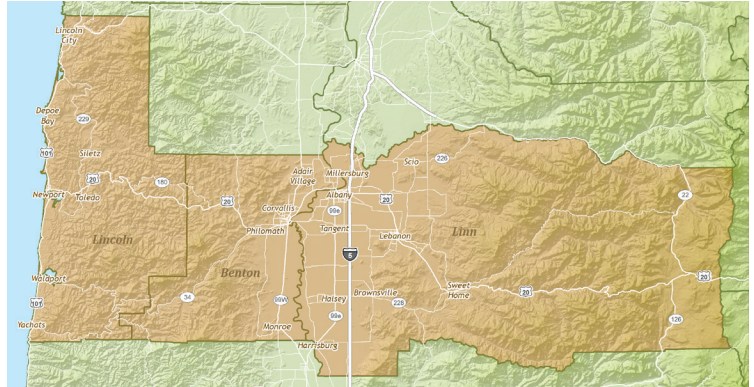 Lincoln
City
Depoe
Bay
229
101
Siletz
20
180
Newport
Toledo
Lincoln
Waldport
101
Yachats
34
Benton
20
Adair
Village
Corvallis
Philomath
99W
Monroe
Millersburg
Albany
99e
20
Tangent
5
Scio
226
Lebanon
Linn
Halsey
Brownsville
228
99e
Harrisburg
Sweet
Home
20
22
20
126